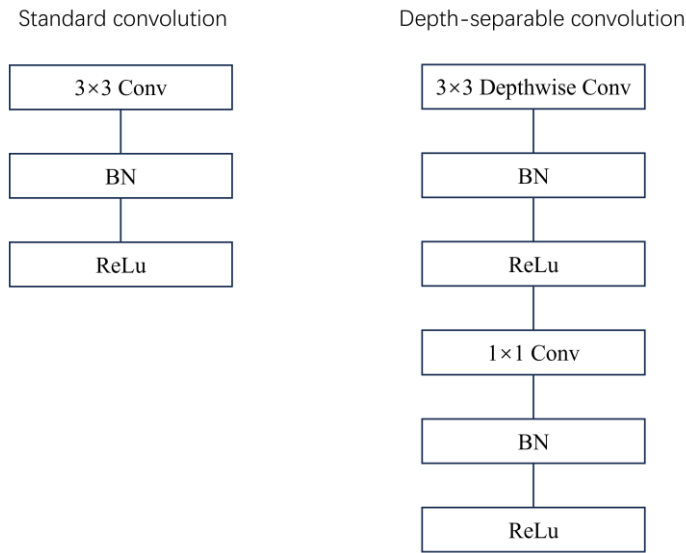 Standard convolution
3×3 Conv
BN
ReLu
Depth-separable convolution
3×3 Depthwise Conv
BN
ReLu
1×1 Conv
BN
ReLu